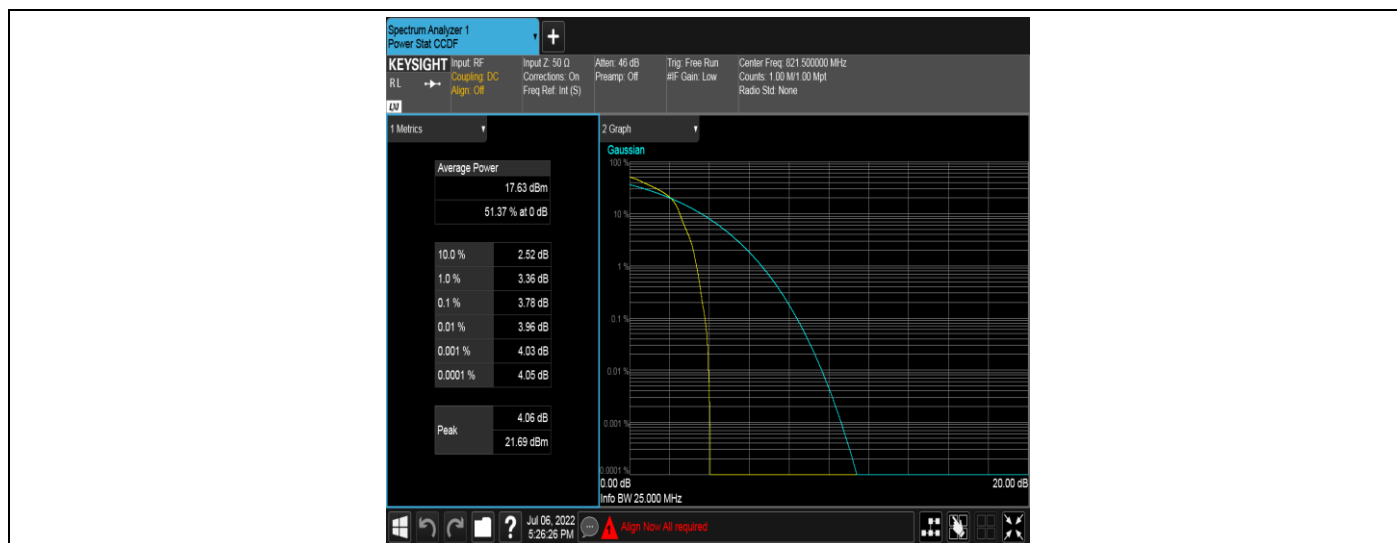 Spectrum Analyzer 1
Power Stat CCDF
+
KEYSIGHT
RL
LXI
Input: RF
Coupling: DC
Align: Off
Input Z: 50 Ω
Corrections: On
Freq Ref: Int (S)
Atten: 46 dB
Preamp: Off
Trig: Free Run
#IF Gain: Low
Center Freq: 821.500000 MHz
Counts: 1.00 M/1.00 Mpt
Radio Std: None
1 Metrics
Average Power
17.63 dBm
51.37 % at 0 dB
10.0 % 2.52 dB
1.0 % 3.36 dB
0.1 % 3.78 dB
0.01 % 3.96 dB
0.001 % 4.03 dB
0.0001 % 4.05 dB
Peak
4.06 dB
21.69 dBm
2 Graph
Gaussian
100 %
10 %
1 %
0.1 %
0.01 %
0.001 %
0.0001 %
0.00 dB 20.00 dB
Info BW 25.000 MHz
?
Jul 06, 2022
5:26:26 PM
Align Now All required